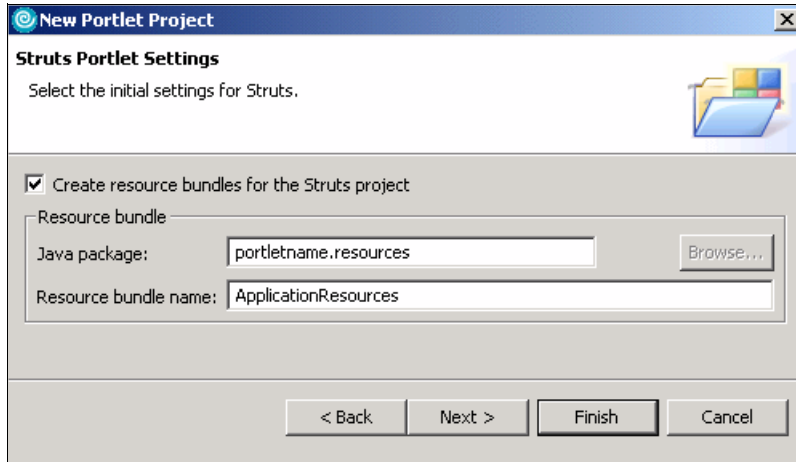 New Portlet Project
Struts Portlet Settings
Select the initial settings for Struts.
Create resource bundles for the Struts project
Resource bundle
Java package: portletname.resources Browse...
Resource bundle name: ApplicationResources
< Back Next > Finish Cancel